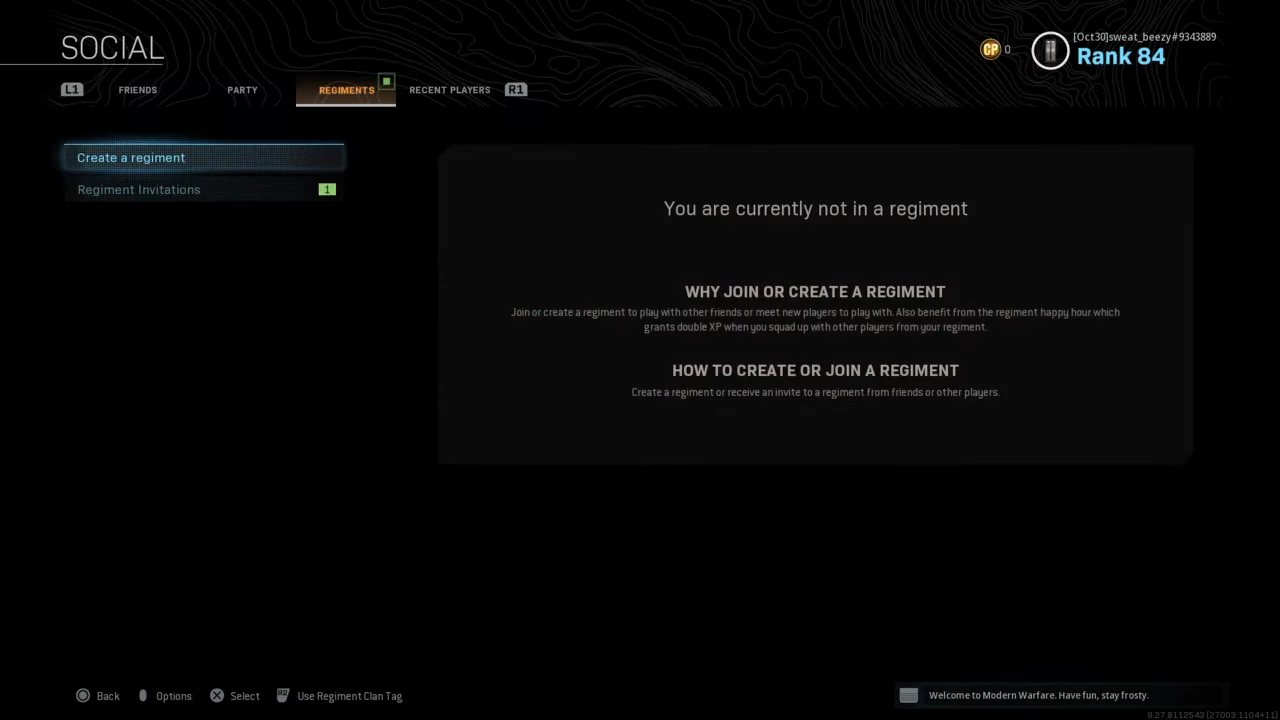 SOCIAL
CP 0
[Oct30]sweat_beezy#9343889
Rank 84
L1 FRIENDS PARTY REGIMENTS RECENT PLAYERS R1
Create a regiment
Regiment Invitations 1
You are currently not in a regiment
WHY JOIN OR CREATE A REGIMENT
Join or create a regiment to play with other friends or meet new players to play with. Also benefit from the regiment happy hour which
grants double XP when you squad up with other players from your regiment.
HOW TO CREATE OR JOIN A REGIMENT
Create a regiment or receive an invite to a regiment from friends or other players.
Back Options Select R2 Use Regiment Clan Tag
Welcome to Modern Warfare. Have fun, stay frosty.